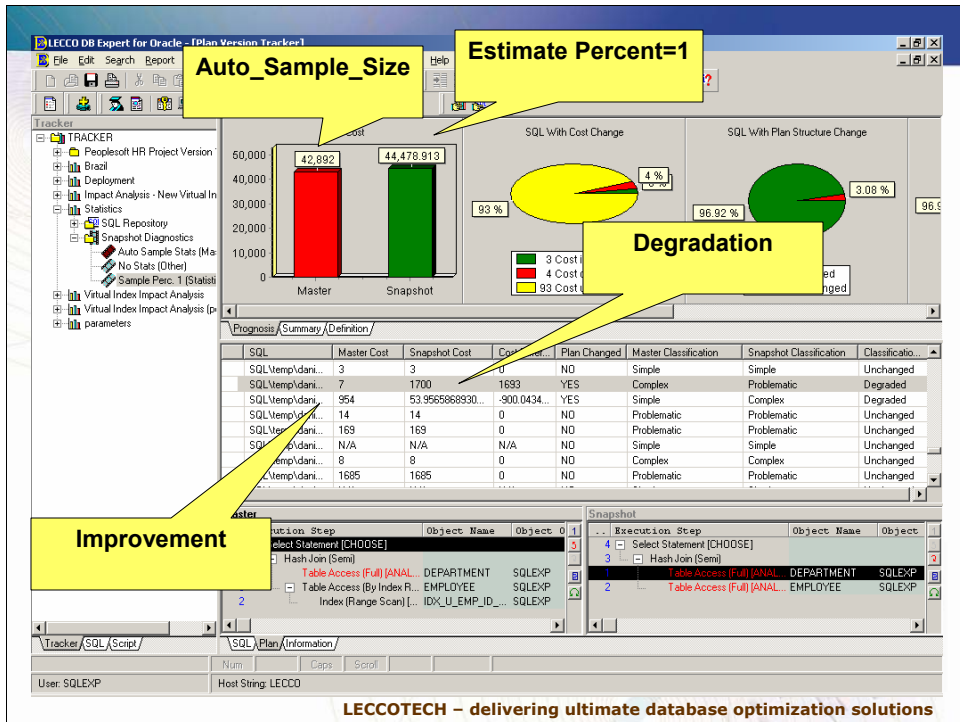 LECCO DB Expert for Oracle - [Plan Version Tracker]
File Edit Search Report Help
Auto_Sample_Size
Estimate Percent=1
Tracker
TRACKER
Peoplesoft HR Project Version
Brazil
Deployment
Impact Analysis - New Virtual In
Statistics
SQL Repository
Snapshot Diagnostics
Auto Sample Stats (Ma
No Stats (Other)
Sample Perc. 1 (Statisti
Virtual Index Impact Analysis
Virtual Index Impact Analysis (p
parameters
Cost
50,000
40,000
30,000
20,000
10,000
0
42,892
44,478.913
Master Snapshot
SQL With Cost Change
93 %
4 %
3 Cost i
4 Cost
93 Cost u
SQL With Plan Structure Change
96.92 %
3.08 %
96.9
Degradation
Prognosis Summary Definition
SQL Master Cost Snapshot Cost Plan Changed Master Classification Snapshot Classification Classificatio...
SQL\temp\dani... 3 3 0 NO Simple Simple Unchanged
SQL\temp\dani... 7 1700 1693 YES Complex Problematic Degraded
SQL\temp\dani... 954 53.9565868930... -900.0434... YES Simple Complex Degraded
SQL\temp\dani... 14 14 0 NO Problematic Problematic Unchanged
SQL\temp\dani... 169 169 0 NO Problematic Problematic Unchanged
SQL\temp\dani... N/A N/A N/A NO Simple Simple Unchanged
SQL\temp\dani... 8 8 0 NO Complex Complex Unchanged
SQL\temp\dani... 1685 1685 0 NO Problematic Problematic Unchanged
Improvement
Master
Execution Step Object Name Object O
Select Statement [CHOOSE]
Hash Join (Semi)
Table Access (Full) [ANAL... DEPARTMENT SQLEXP
Table Access (By Index R... EMPLOYEE SQLEXP
2 Index (Range Scan) [... IDX_U_EMP_ID_... SQLEXP
Snapshot
.. Execution Step Object Name Object
4 Select Statement [CHOOSE]
3 Hash Join (Semi)
1 Table Access (Full) [ANAL... DEPARTMENT SQLEXP
2 Table Access (Full) [ANAL... EMPLOYEE SQLEXP
Tracker SQL Script
SQL Plan Information
Num Caps Scroll
User: SQLEXP Host String: LECCO
LECCOTECH – delivering ultimate database optimization solutions